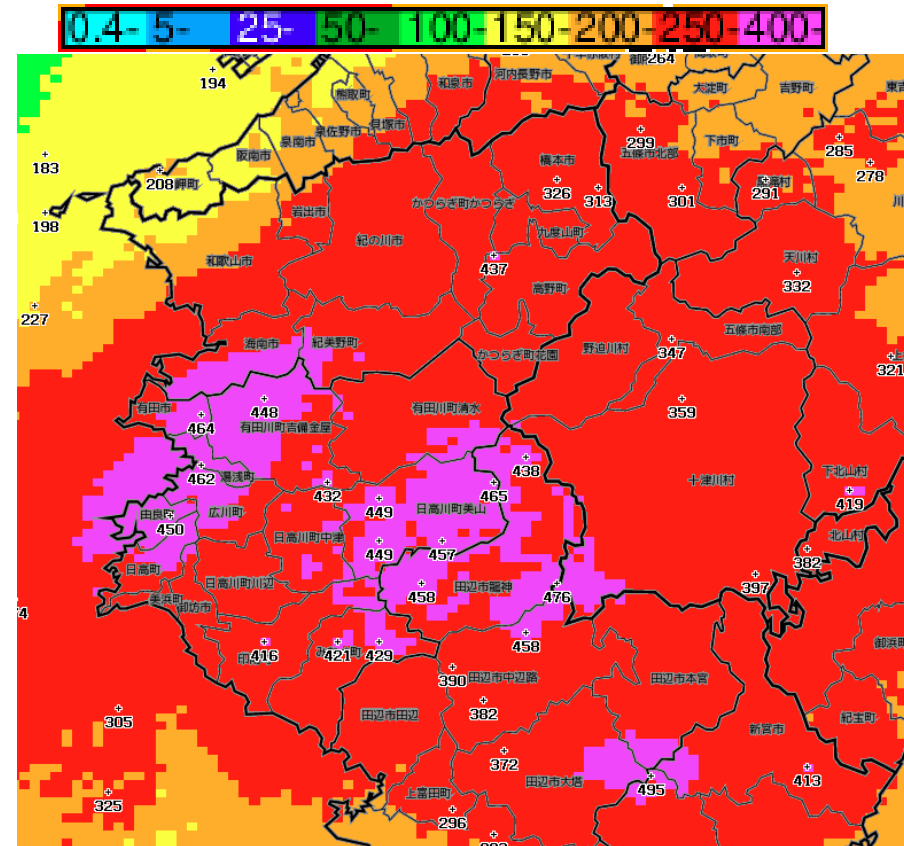 0.4- 5- 25- 50- 100- 150- 200- 250- 400-
264
河内長野市
和泉市
194
大淀町
吉野町
熊取町
貝塚市
泉佐野市
泉南市
299
五條市北部
下市町
285
183
阪南市
橋本市
278
208
岬町
326
313
301
291
198
かつらぎ町かつらぎ
岩出市
紀の川市
九度山町
和歌山市
437
天川村
332
高野町
227
五條市南部
海南市
紀美野町
かつらぎ町花園
野迫川村
347
321
448
359
有田市
464
有田川町清水
有田川町吉備金屋
438
462
湯浅町
下北山村
432
465
十津川村
419
449
日高川町美山
由良町
450
広川町
日高川町中津
北山村
449
457
382
日高町
397
日高川町川辺
458
田辺市龍神
476
美浜町
御坊市
416
421
429
458
390
田辺市中辺路
田辺市本宮
305
382
田辺市田辺
紀宝町
新宮市
372
413
田辺市大塔
495
325
上富田町
296